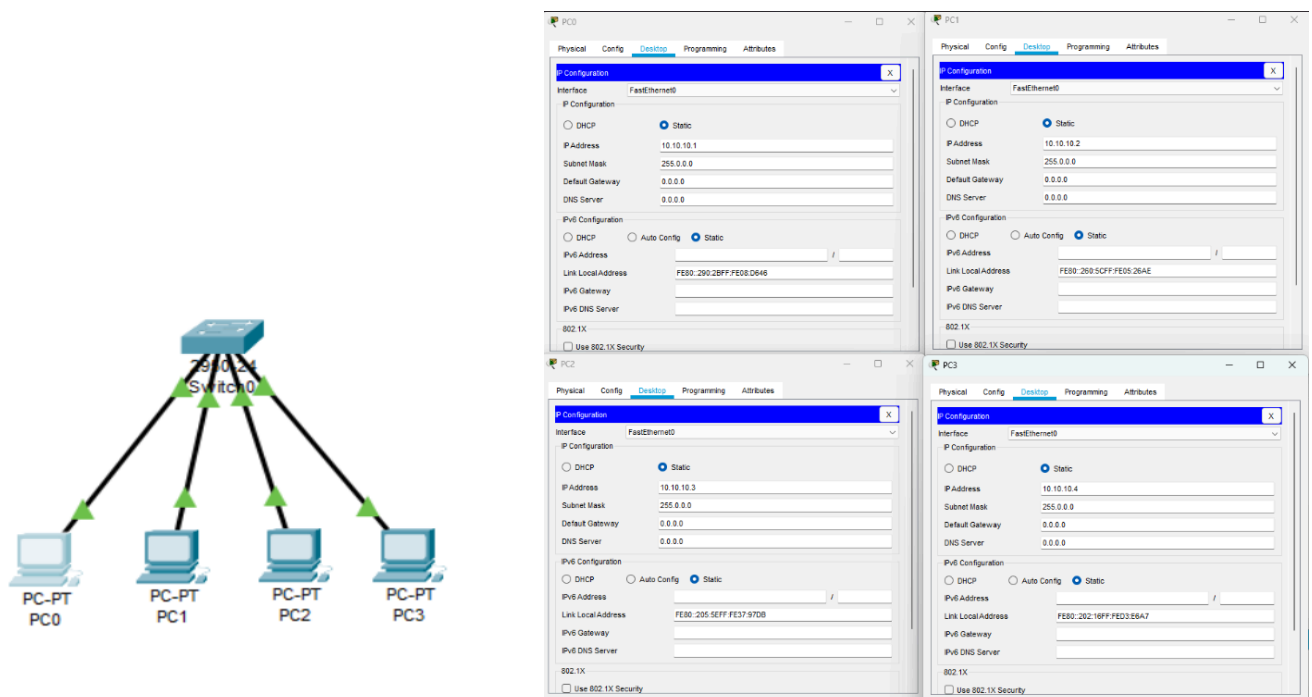 2950-24
Switch0
PC-PT
PC0
PC-PT
PC1
PC-PT
PC2
PC-PT
PC3
PC0
Physical Config Desktop Programming Attributes
IP Configuration X
Interface FastEthernet0
IP Configuration
DHCP Static
IP Address 10.10.10.1
Subnet Mask 255.0.0.0
Default Gateway 0.0.0.0
DNS Server 0.0.0.0
IPv6 Configuration
DHCP Auto Config Static
IPv6 Address /
Link Local Address FE80::290:2BFF:FE08:D646
IPv6 Gateway
IPv6 DNS Server
802.1X
Use 802.1X Security
PC1
Physical Config Desktop Programming Attributes
IP Configuration X
Interface FastEthernet0
IP Configuration
DHCP Static
IP Address 10.10.10.2
Subnet Mask 255.0.0.0
Default Gateway 0.0.0.0
DNS Server 0.0.0.0
IPv6 Configuration
DHCP Auto Config Static
IPv6 Address /
Link Local Address FE80::260:5CFF:FE05:26AE
IPv6 Gateway
IPv6 DNS Server
802.1X
Use 802.1X Security
PC2
Physical Config Desktop Programming Attributes
IP Configuration X
Interface FastEthernet0
IP Configuration
DHCP Static
IP Address 10.10.10.3
Subnet Mask 255.0.0.0
Default Gateway 0.0.0.0
DNS Server 0.0.0.0
IPv6 Configuration
DHCP Auto Config Static
IPv6 Address /
Link Local Address FE80::205:5EFF:FE37:97DB
IPv6 Gateway
IPv6 DNS Server
802.1X
Use 802.1X Security
PC3
Physical Config Desktop Programming Attributes
IP Configuration X
Interface FastEthernet0
IP Configuration
DHCP Static
IP Address 10.10.10.4
Subnet Mask 255.0.0.0
Default Gateway 0.0.0.0
DNS Server 0.0.0.0
IPv6 Configuration
DHCP Auto Config Static
IPv6 Address /
Link Local Address FE80::202:16FF:FED3:E6A7
IPv6 Gateway
IPv6 DNS Server
802.1X
Use 802.1X Security